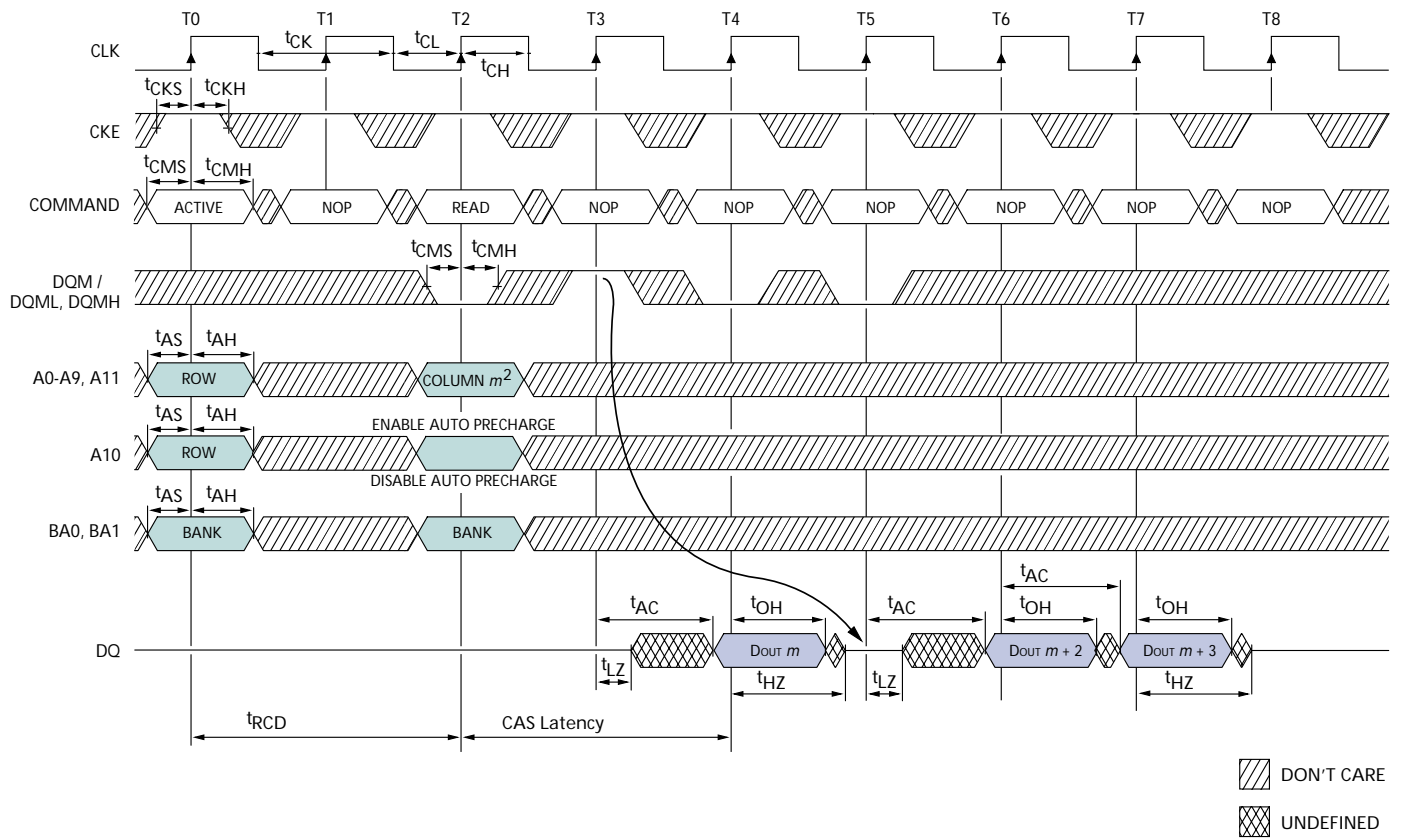 T0 T1 T2 T3 T4 T5 T6 T7 T8
CLK
tCK tCL
tCH
tCKS tCKH
CKE
tCMS tCMH
COMMAND ACTIVE NOP READ NOP NOP NOP NOP NOP NOP
tCMS tCMH
DQM /
DQML, DQMH
tAS tAH
A0-A9, A11 ROW COLUMN m2
tAS tAH
ENABLE AUTO PRECHARGE
A10 ROW
DISABLE AUTO PRECHARGE
tAS tAH
BA0, BA1 BANK BANK
tAC
tAC tOH tAC tOH tOH
DQ DOUT m DOUT m + 2 DOUT m + 3
tLZ tHZ tLZ tHZ
tRCD CAS Latency
DON'T CARE
UNDEFINED